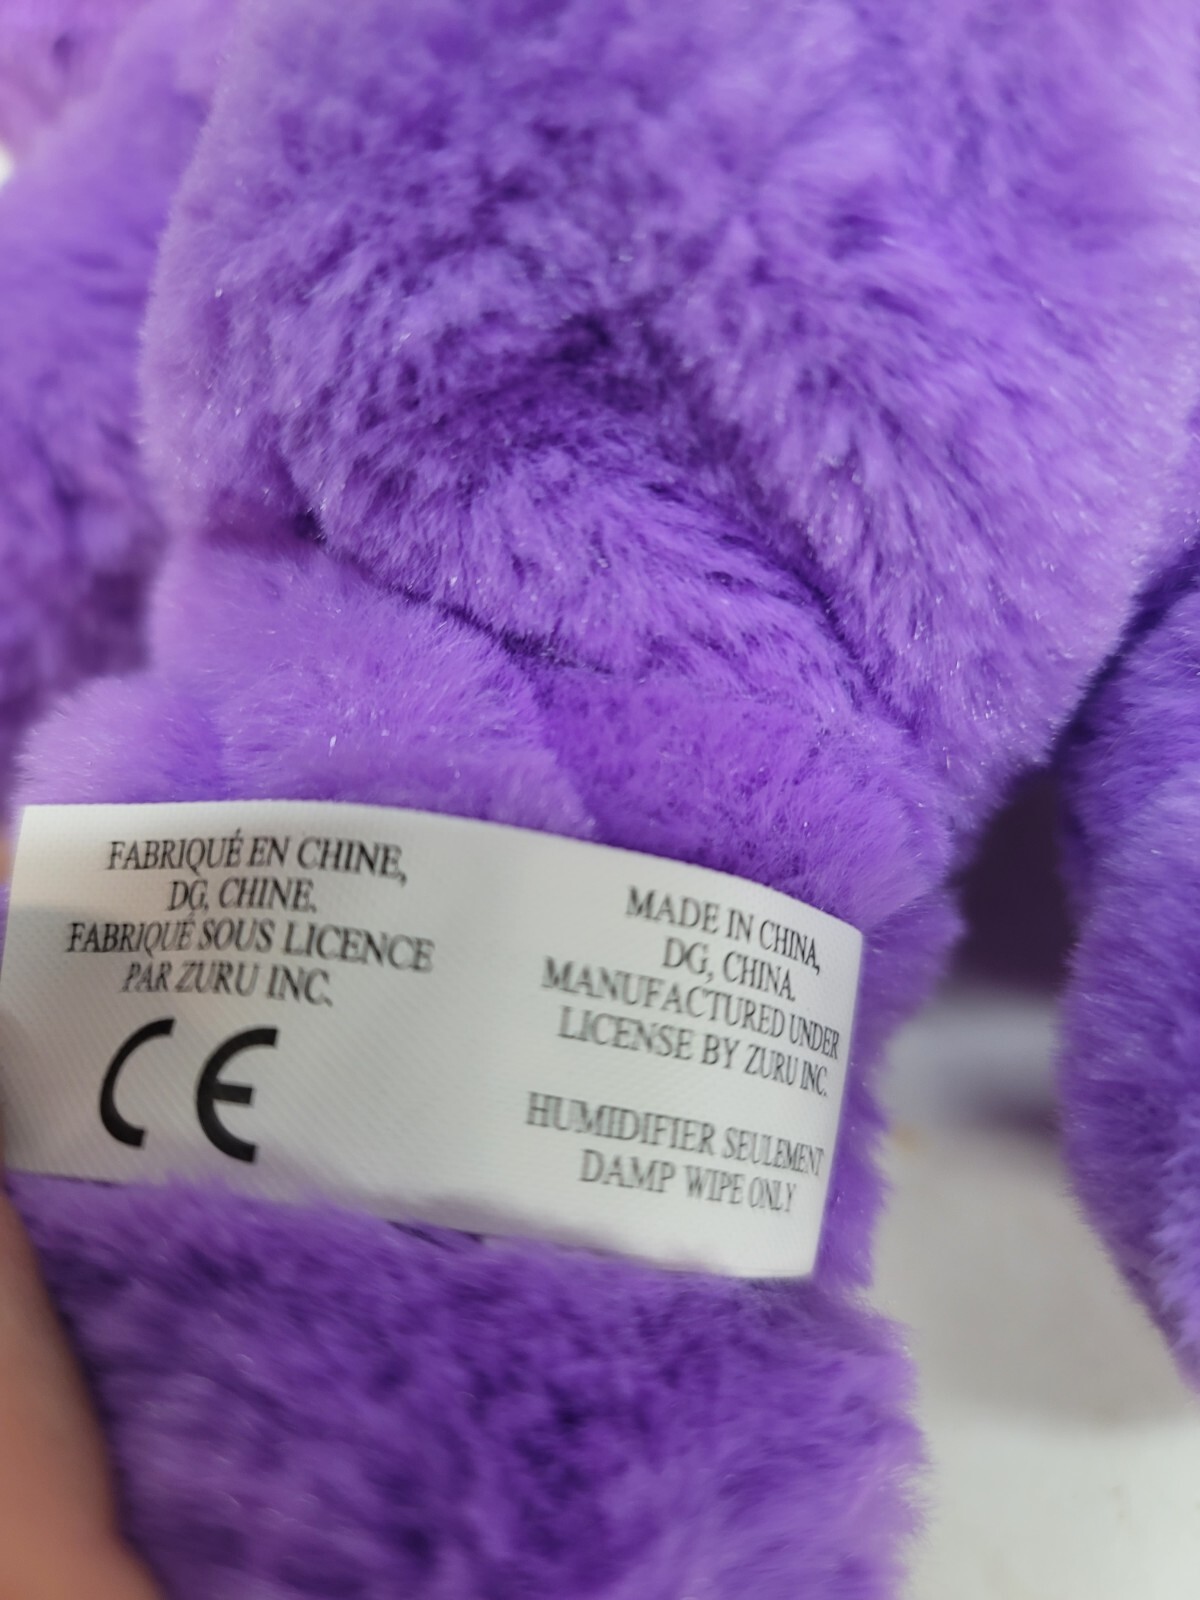 FABRIQUÉ EN CHINE,
DG, CHINE.
FABRIQUÉ SOUS LICENCE
PAR ZURU INC.
CE
MADE IN CHINA,
DG, CHINA.
MANUFACTURED UNDER
LICENSE BY ZURU INC.
HUMIDIFIER SEULEMENT
DAMP WIPE ONLY